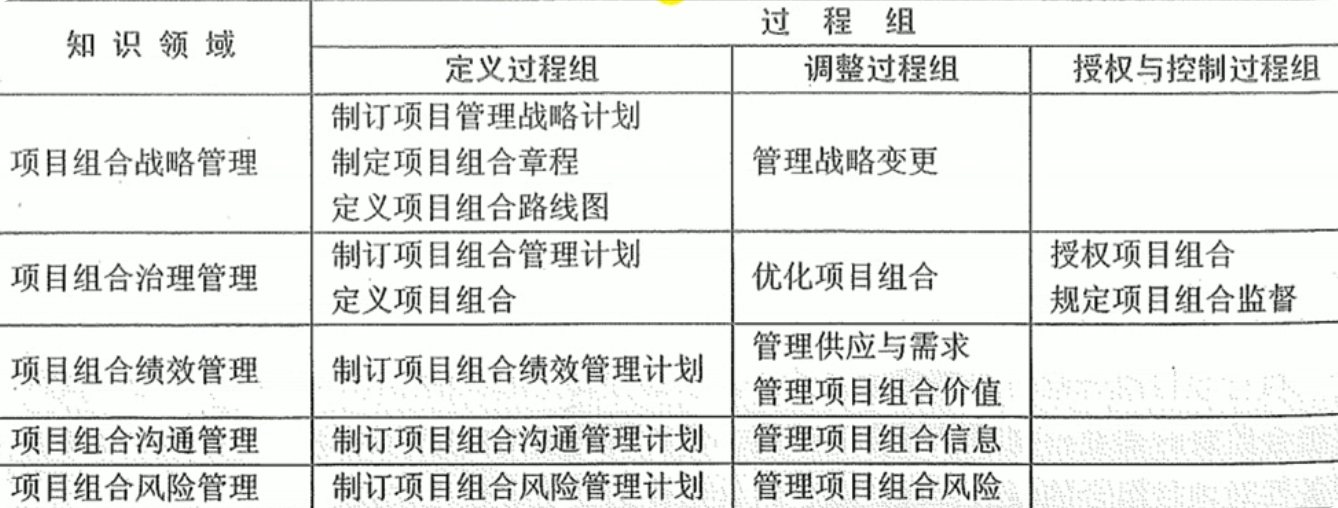 知识领域
过程组
定义过程组
调整过程组
授权与控制过程组
项目组合战略管理
制订项目管理战略计划
制定项目组合章程
定义项目组合路线图
管理战略变更
项目组合治理管理
制订项目组合管理计划
定义项目组合
优化项目组合
授权项目组合
规定项目组合监督
项目组合绩效管理
制订项目组合绩效管理计划
管理供应与需求
管理项目组合价值
项目组合沟通管理
制订项目组合沟通管理计划
管理项目组合信息
项目组合风险管理
制订项目组合风险管理计划
管理项目组合风险